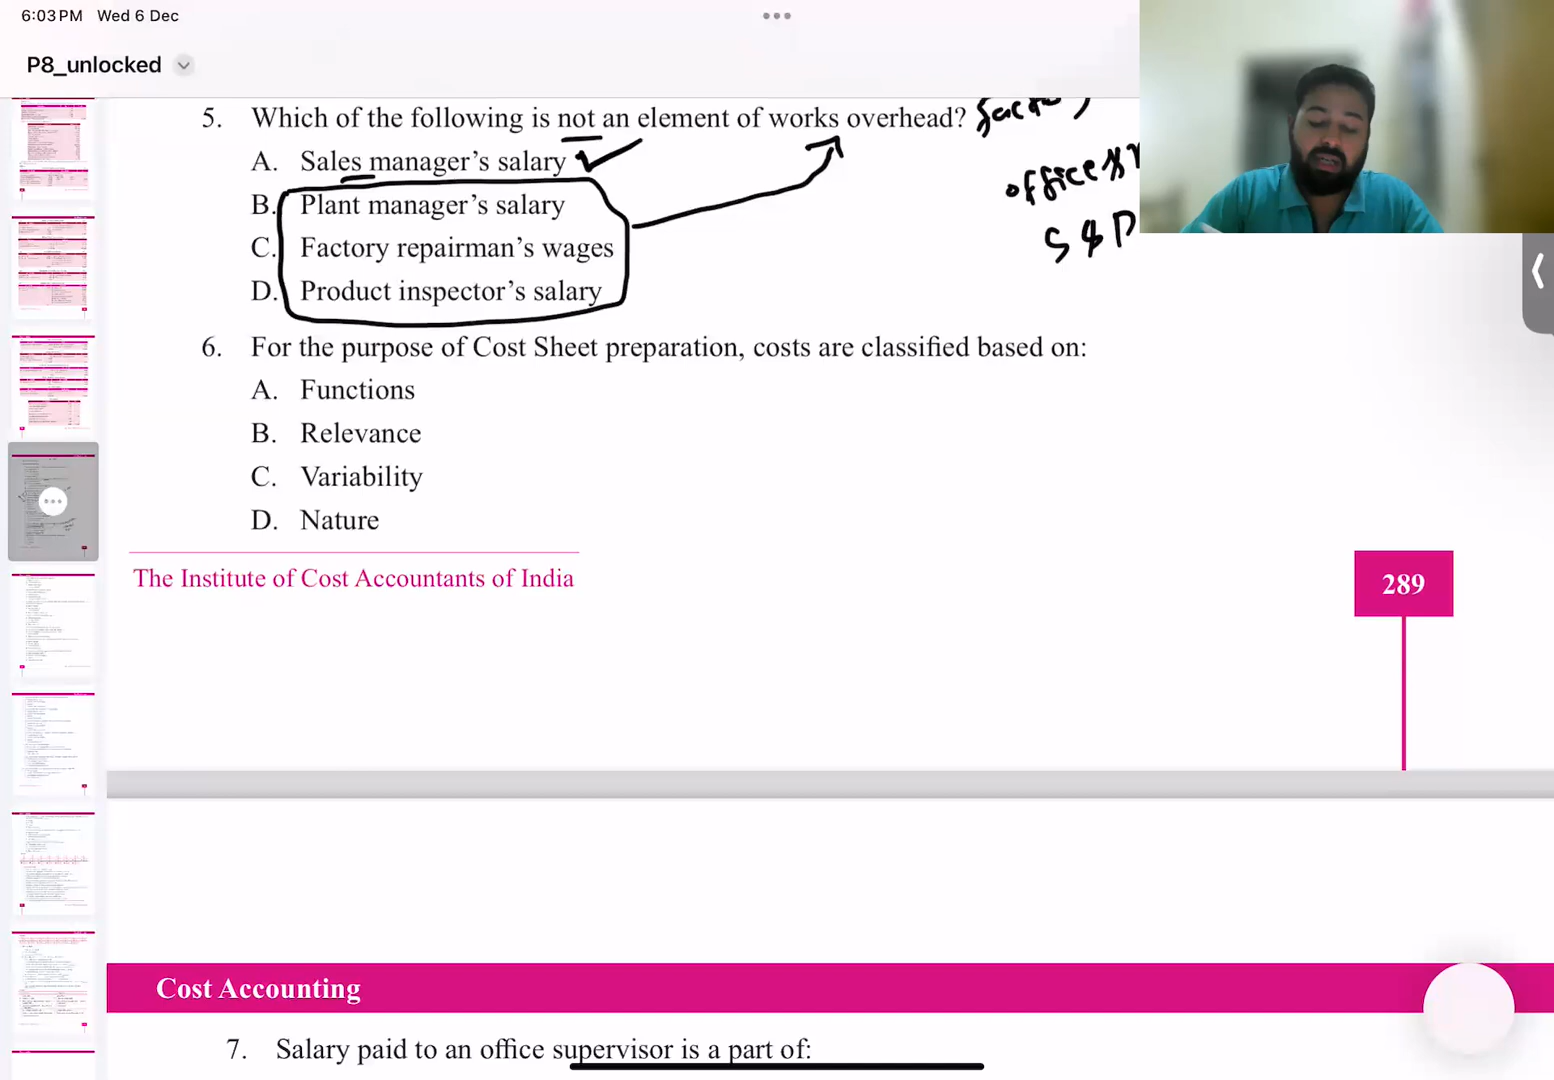 6:03 PM Wed 6 Dec
P8_unlocked
5. Which of the following is not an element of works overhead?
A. Sales manager's salary
B. Plant manager's salary
C. Factory repairman's wages
D. Product inspector's salary
office
S & D
6. For the purpose of Cost Sheet preparation, costs are classified based on:
A. Functions
B. Relevance
C. Variability
D. Nature
The Institute of Cost Accountants of India
289
Cost Accounting
7. Salary paid to an office supervisor is a part of: